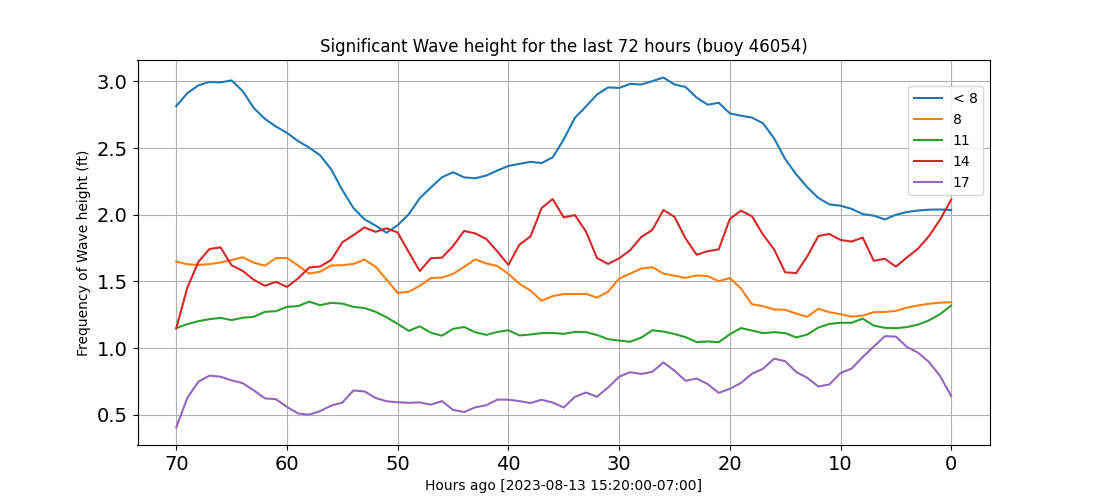 Significant Wave height for the last 72 hours (buoy 46054)
Frequency of Wave height (ft)
3.0
2.5
2.0
1.5
1.0
0.5
< 8
8
11
14
17
70 60 50 40 30 20 10 0
Hours ago [2023-08-13 15:20:00-07:00]